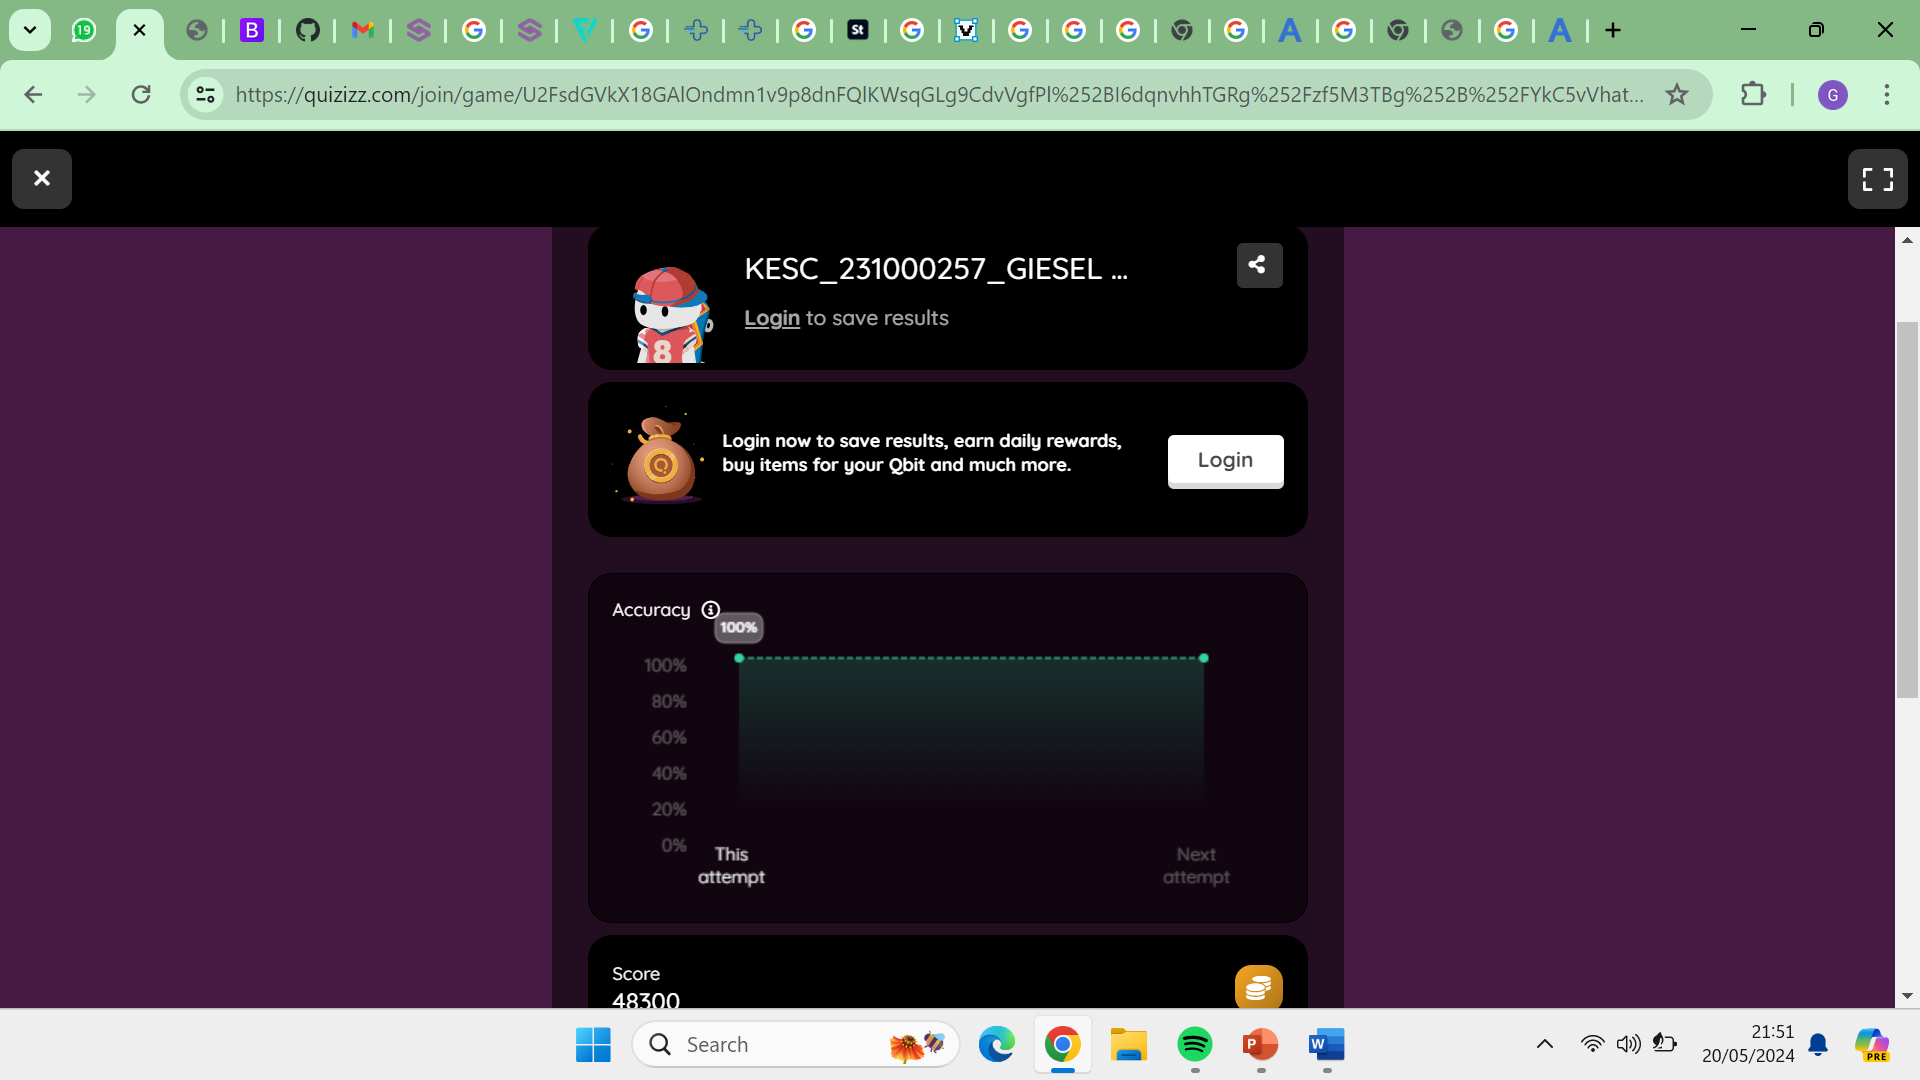 19
B
St
A
A
https://quizizz.com/join/game/U2FsdGVkX18GAlOndmn1v9p8dnFQlKWsqGLg9CdvVgfPl%252BI6dqnvhhTGRg%252Fzf5M3TBg%252B%252FYkC5vVhat...
G
KESC_231000257_GIESEL ...
Login to save results
8
Login now to save results, earn daily rewards,
buy items for your Qbit and much more.
Login
Accuracy
100%
100%
80%
60%
40%
20%
0%
This
attempt
Next
attempt
Score
48300
Search
P
W
21:51
20/05/2024
PRE